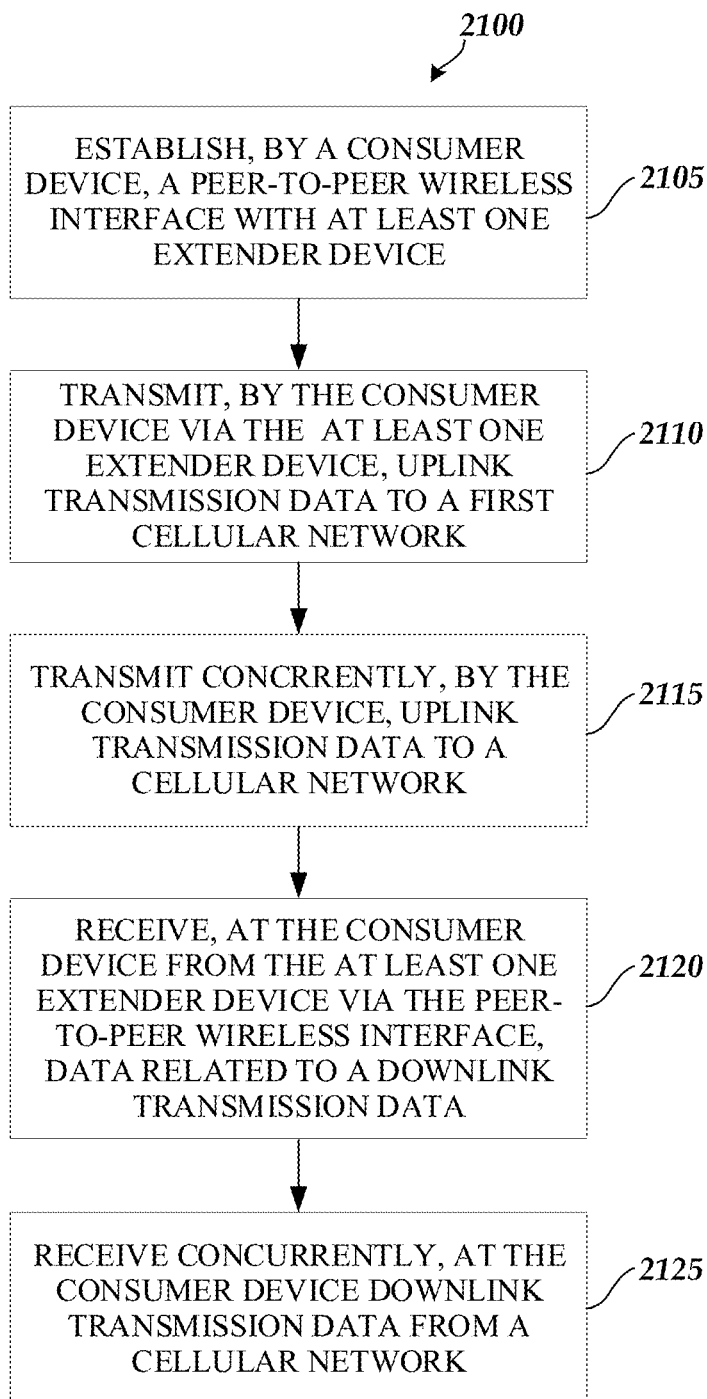 2100
ESTABLISH, BY A CONSUMER
DEVICE, A PEER-TO-PEER WIRELESS
INTERFACE WITH AT LEAST ONE
EXTENDER DEVICE
2105
TRANSMIT, BY THE CONSUMER
DEVICE VIA THE AT LEAST ONE
EXTENDER DEVICE, UPLINK
TRANSMISSION DATA TO A FIRST
CELLULAR NETWORK
2110
TRANSMIT CONCRRENTLY, BY THE
CONSUMER DEVICE, UPLINK
TRANSMISSION DATA TO A
CELLULAR NETWORK
2115
RECEIVE, AT THE CONSUMER
DEVICE FROM THE AT LEAST ONE
EXTENDER DEVICE VIA THE PEER-
TO-PEER WIRELESS INTERFACE,
DATA RELATED TO A DOWNLINK
TRANSMISSION DATA
2120
RECEIVE CONCURRENTLY, AT THE
CONSUMER DEVICE DOWNLINK
TRANSMISSION DATA FROM A
CELLULAR NETWORK
2125